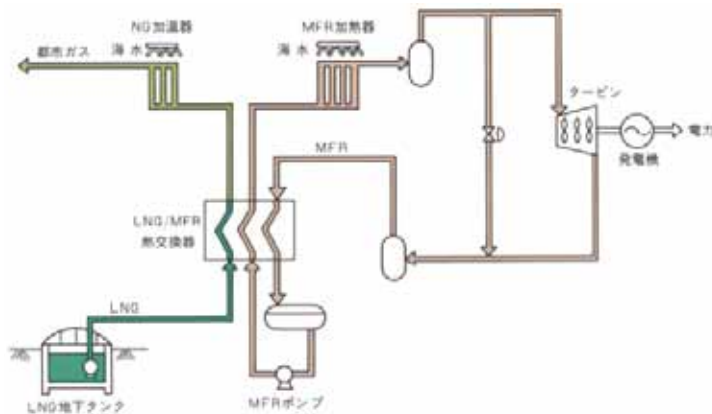 NG加温器
海水
都市ガス
MFR加熱器
海水
タービン
電力
発電機
MFR
LNG/MFR
熱交換器
LNG
LNG地下タンク
MFRポンプ